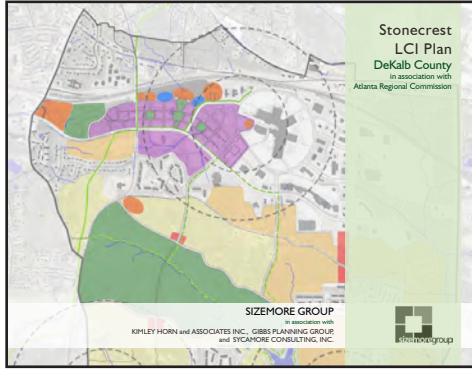 Stonecrest
LCI Plan
DeKalb County
in association with
Atlanta Regional Commission
SIZEMORE GROUP
in association with
KIMLEY HORN and ASSOCIATES INC., GIBBS PLANNING GROUP,
and SYCAMORE CONSULTING, INC.
sizemoregroup